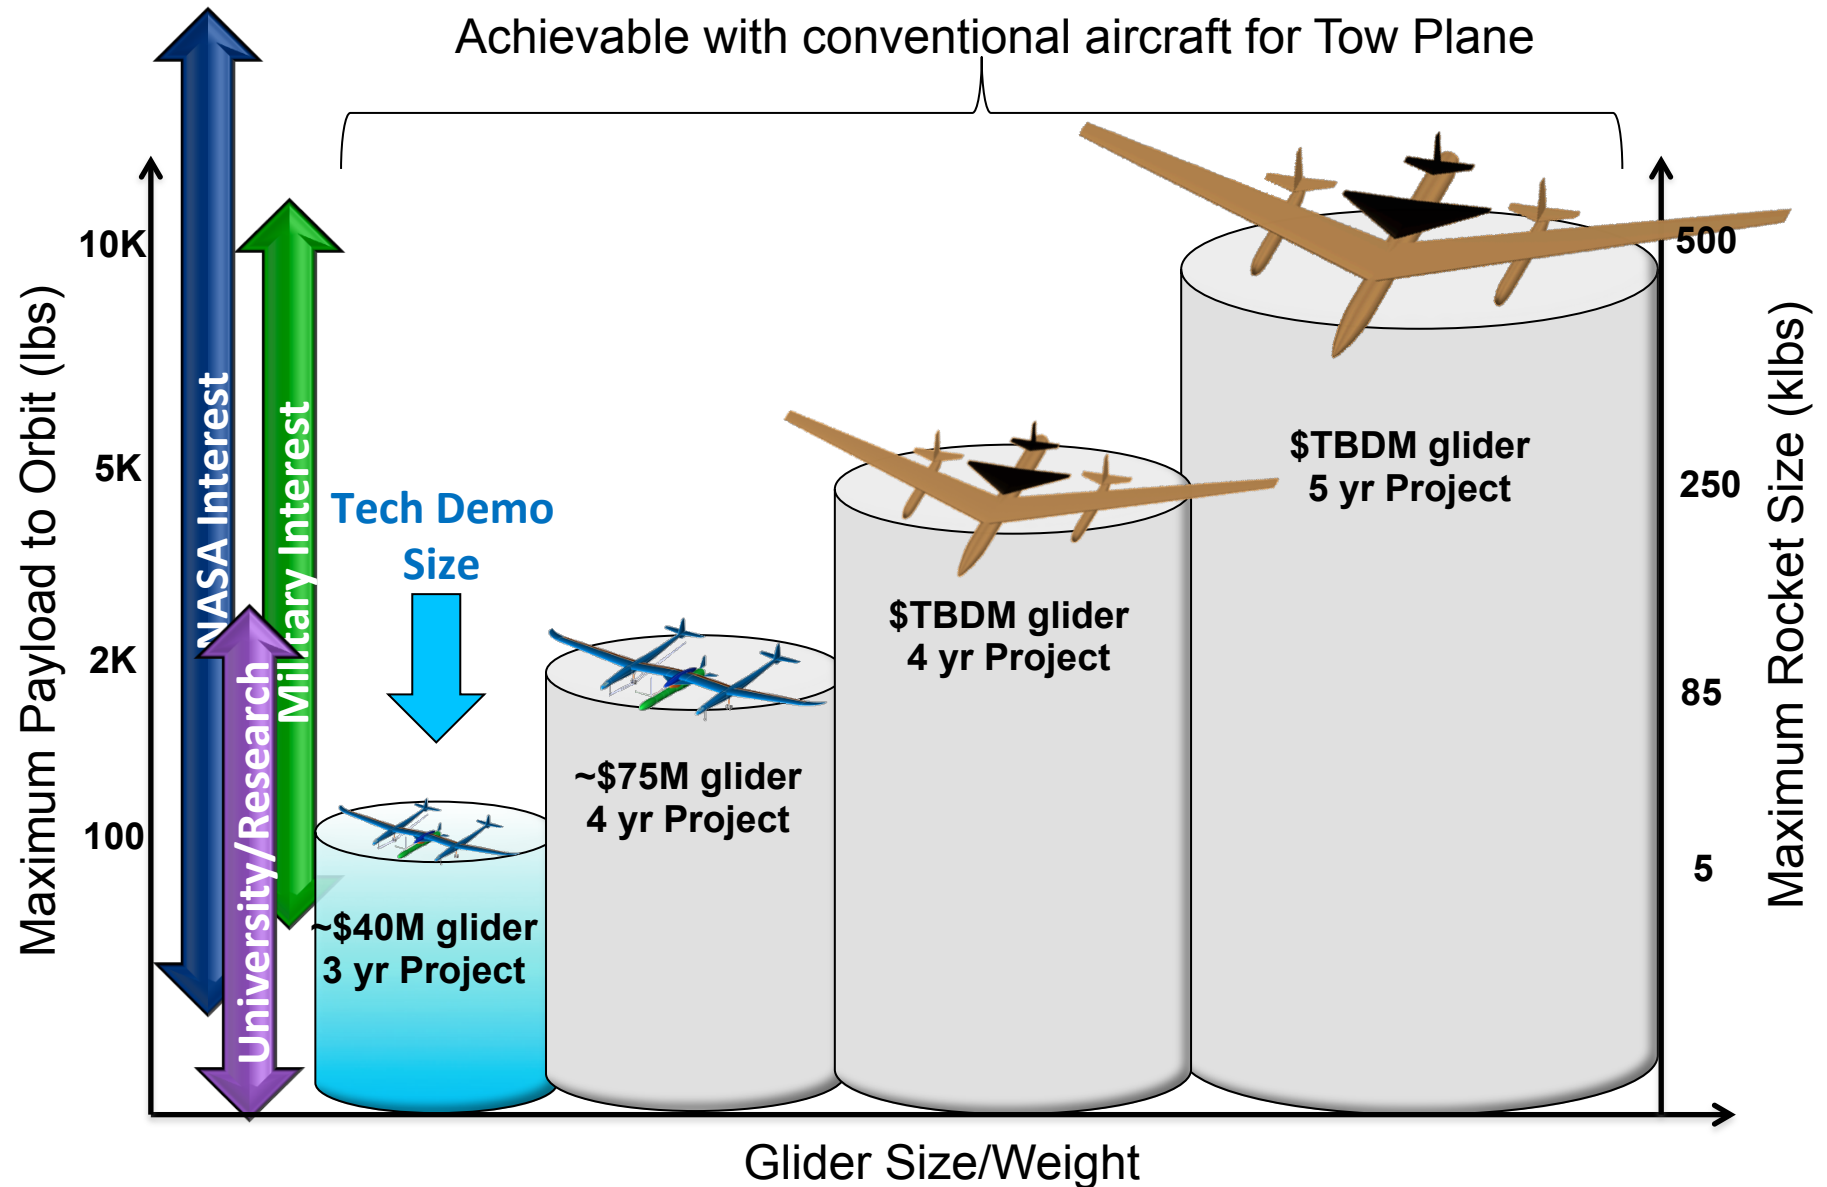 Achievable with conventional aircraft for Tow Plane
Maximum Payload to Orbit (lbs)
10K
5K
2K
100
NASA Interest
Military Interest
University/Research
Tech Demo
Size
~$40M glider
3 yr Project
~$75M glider
4 yr Project
$TBDM glider
4 yr Project
$TBDM glider
5 yr Project
500
250
85
5
Maximum Rocket Size (klbs)
Glider Size/Weight